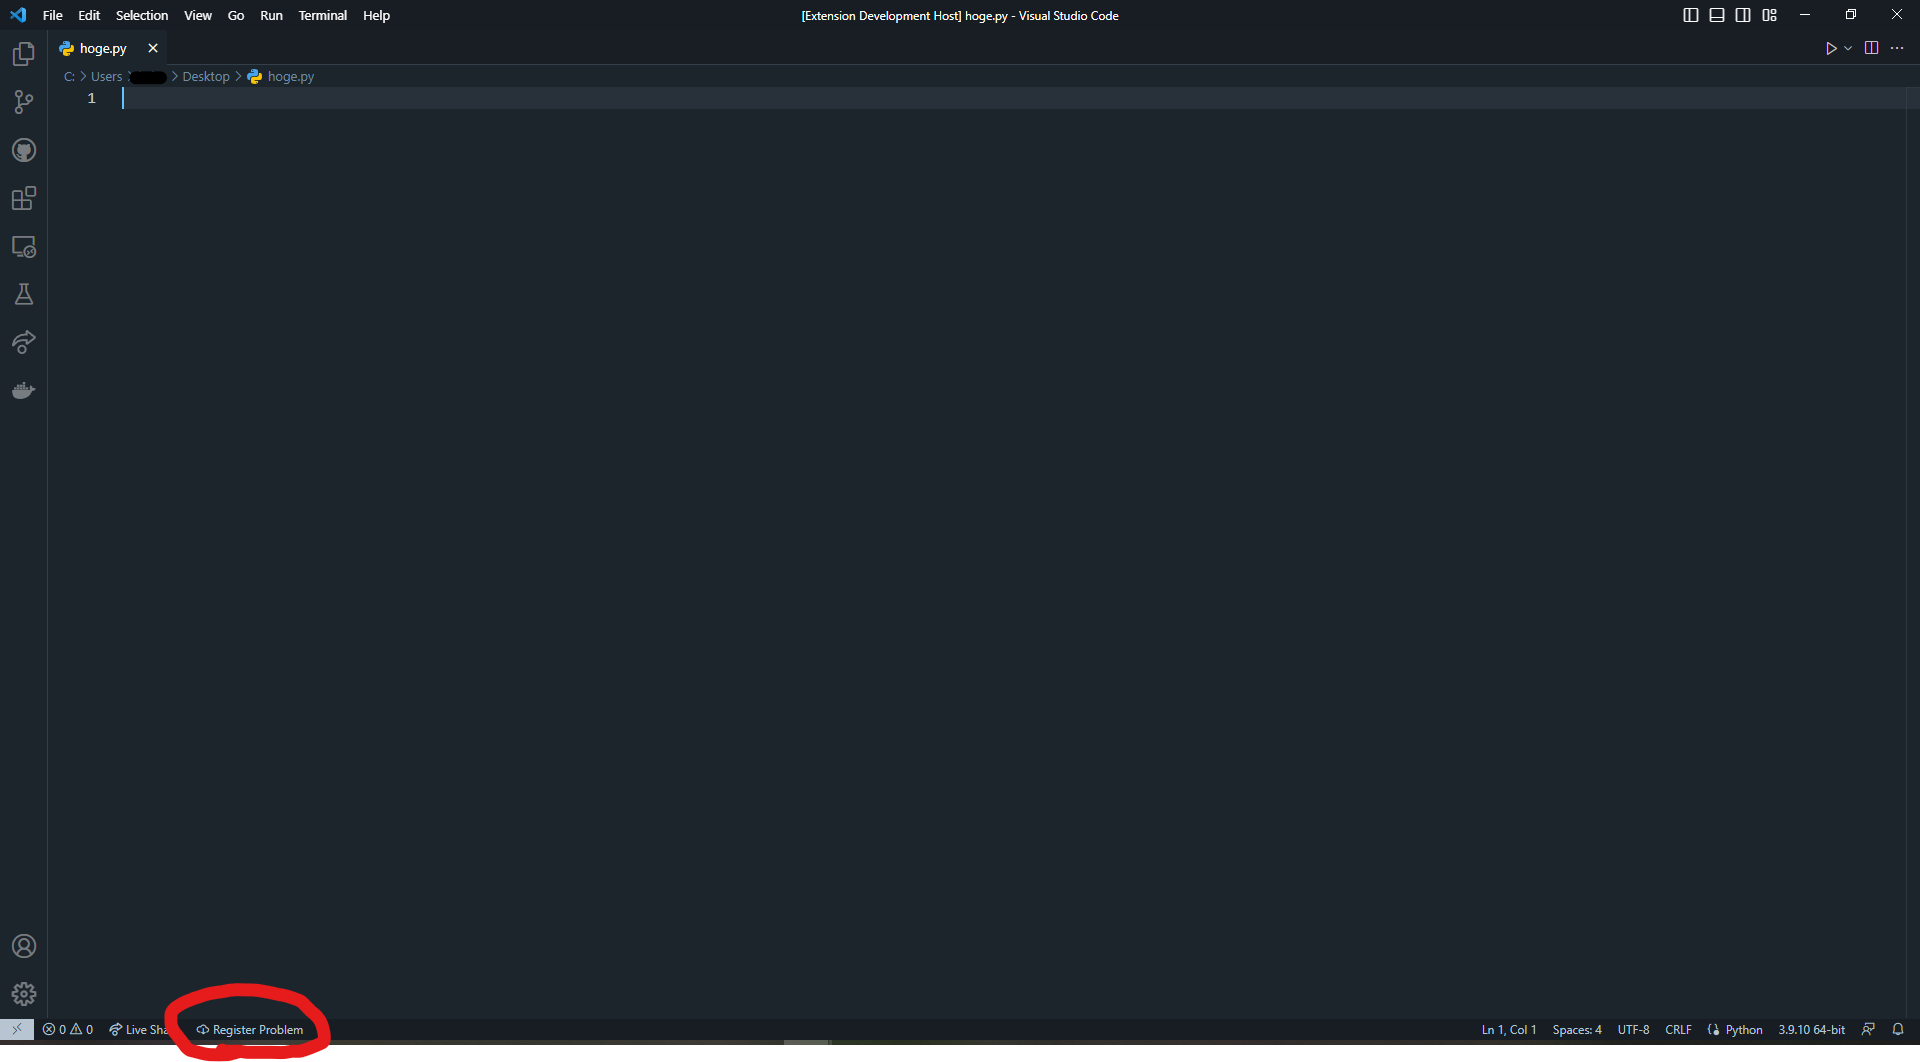 File Edit Selection View Go Run Terminal Help [Extension Development Host] hoge.py - Visual Studio Code
hoge.py
C: > Users > > Desktop > hoge.py
1
0 0 Live Sha Register Problem Ln 1, Col 1 Spaces: 4 UTF-8 CRLF Python 3.9.10 64-bit